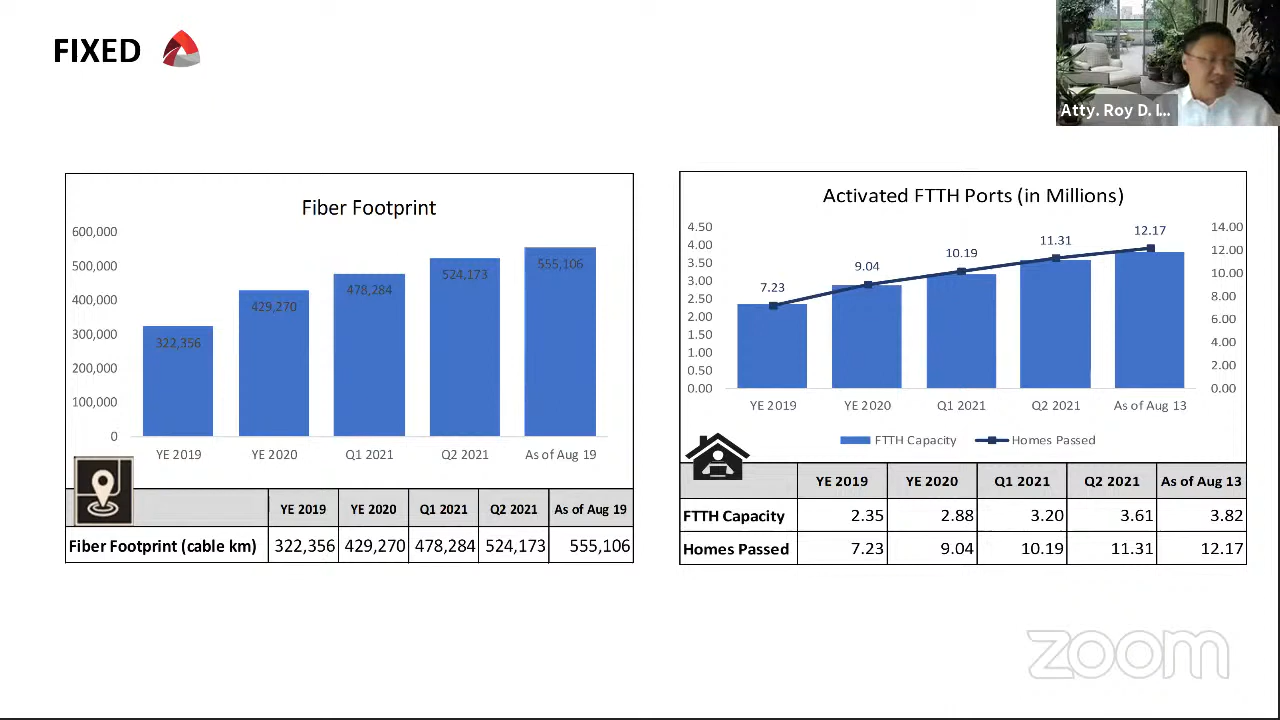 FIXED
Atty. Roy D. I...
Fiber Footprint
600,000
500,000
400,000
300,000
200,000
100,000
0
322,356
429,270
478,284
524,173
555,106
YE 2019 YE 2020 Q1 2021 Q2 2021 As of Aug 19
YE 2019 YE 2020 Q1 2021 Q2 2021 As of Aug 19
Fiber Footprint (cable km) 322,356 429,270 478,284 524,173 555,106
Activated FTTH Ports (in Millions)
4.50
4.00
3.50
3.00
2.50
2.00
1.50
1.00
0.50
0.00
7.23
9.04
10.19
11.31
12.17
14.00
12.00
10.00
8.00
6.00
4.00
2.00
0.00
YE 2019 YE 2020 Q1 2021 Q2 2021 As of Aug 13
FTTH Capacity Homes Passed
YE 2019 YE 2020 Q1 2021 Q2 2021 As of Aug 13
FTTH Capacity 2.35 2.88 3.20 3.61 3.82
Homes Passed 7.23 9.04 10.19 11.31 12.17
zoom